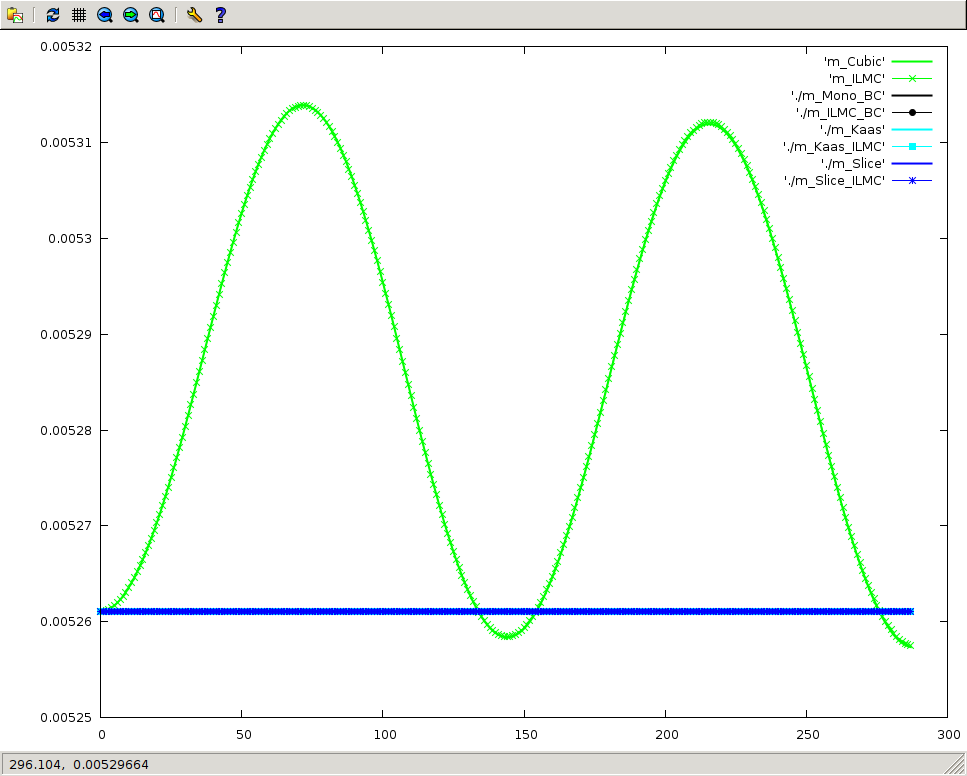 0.00532
0.00531
0.0053
0.00529
0.00528
0.00527
0.00526
0.00525
0 50 100 150 200 250 300
'm_Cubic'
'm_ILMC'
'./m_Mono_BC'
'./m_ILMC_BC'
'./m_Kaas'
'./m_Kaas_ILMC'
'./m_Slice'
'./m_Slice_ILMC'
296.104, 0.00529664